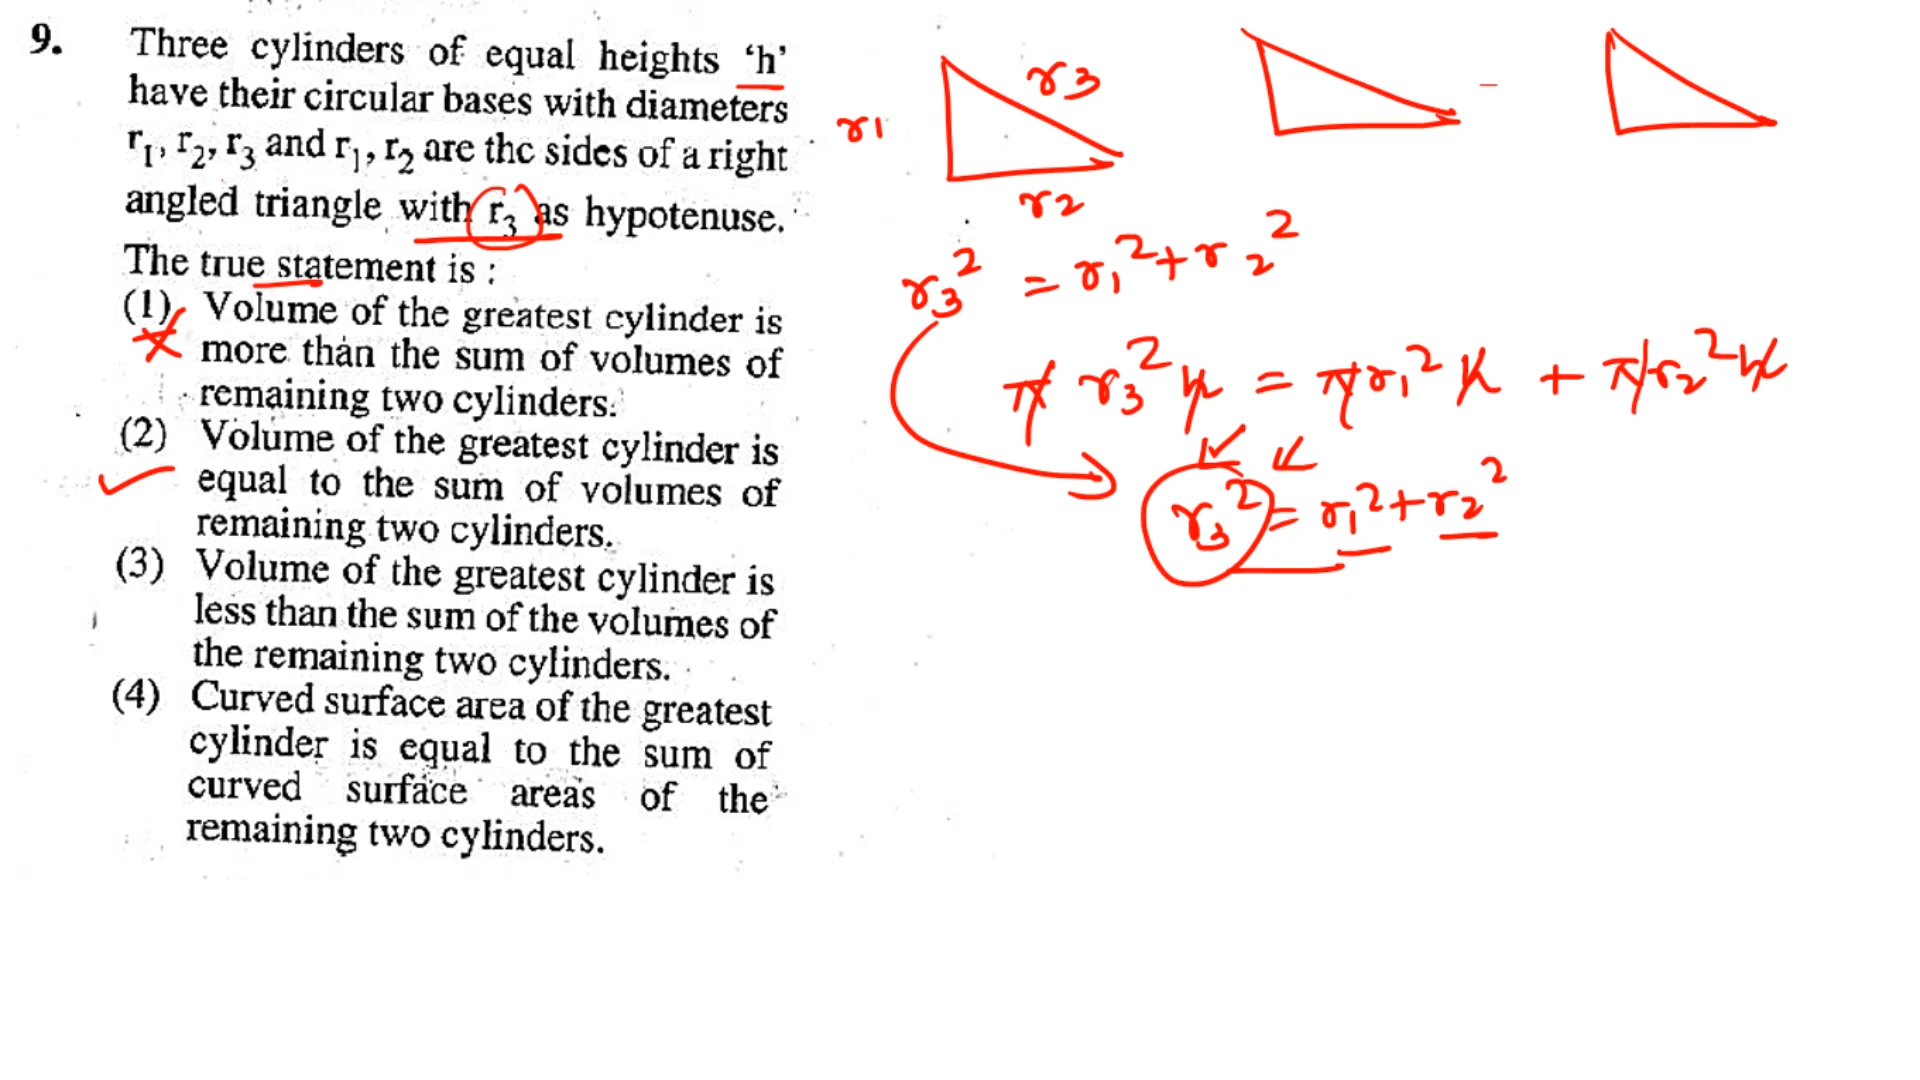 9. Three cylinders of equal heights ‘h’
have their circular bases with diameters
r₁, r₂, r₃ and r₁, r₂ are the sides of a right
angled triangle with r₃ as hypotenuse.
The true statement is :
(1) Volume of the greatest cylinder is
more than the sum of volumes of
remaining two cylinders.
(2) Volume of the greatest cylinder is
equal to the sum of volumes of
remaining two cylinders.
(3) Volume of the greatest cylinder is
less than the sum of the volumes of
the remaining two cylinders.
(4) Curved surface area of the greatest
cylinder is equal to the sum of
curved surface areas of the
remaining two cylinders.
r3
r1
r2
r₃² = r₁² + r₂²
π r₃² h = π r₁² h + π r₂² h
r₃² = r₁² + r₂²